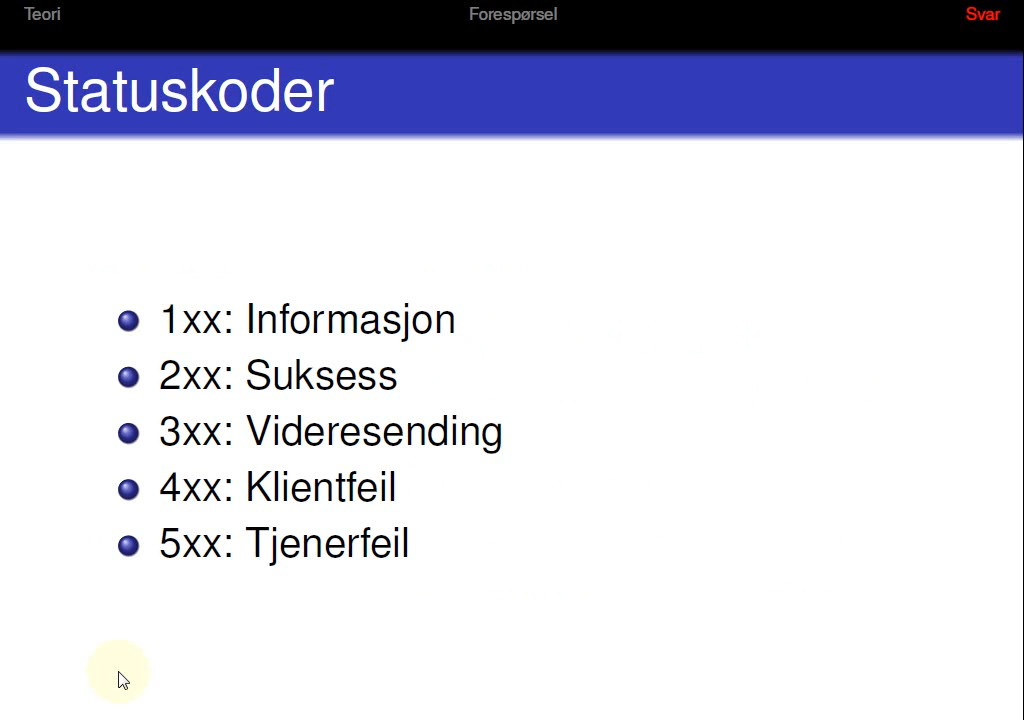 Teori Forespørsel Svar
Statuskoder
1xx: Informasjon
2xx: Suksess
3xx: Videresending
4xx: Klientfeil
5xx: Tjenerfeil